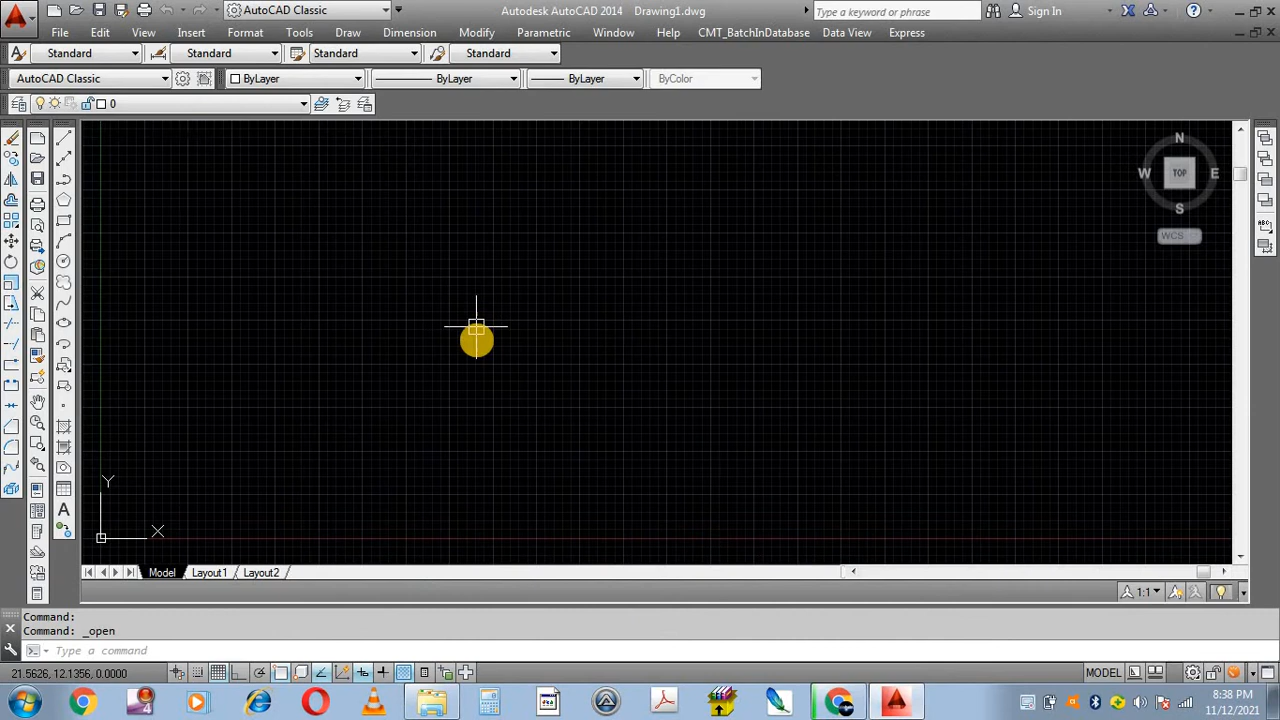 AutoCAD Classic
Autodesk AutoCAD 2014 Drawing1.dwg
Type a keyword or phrase
Sign In
File Edit View Insert Format Tools Draw Dimension Modify Parametric Window Help CMT_BatchInDatabase Data View Express
Standard Standard Standard Standard
AutoCAD Classic ByLayer ByLayer ByLayer ByColor
0
N
W TOP E
S
WCS
Y
X
A
Model Layout1 Layout2
1:1
Command:
Command: _open
Type a command
21.5626, 12.1356, 0.0000
MODEL
4
8:38 PM
11/12/2021